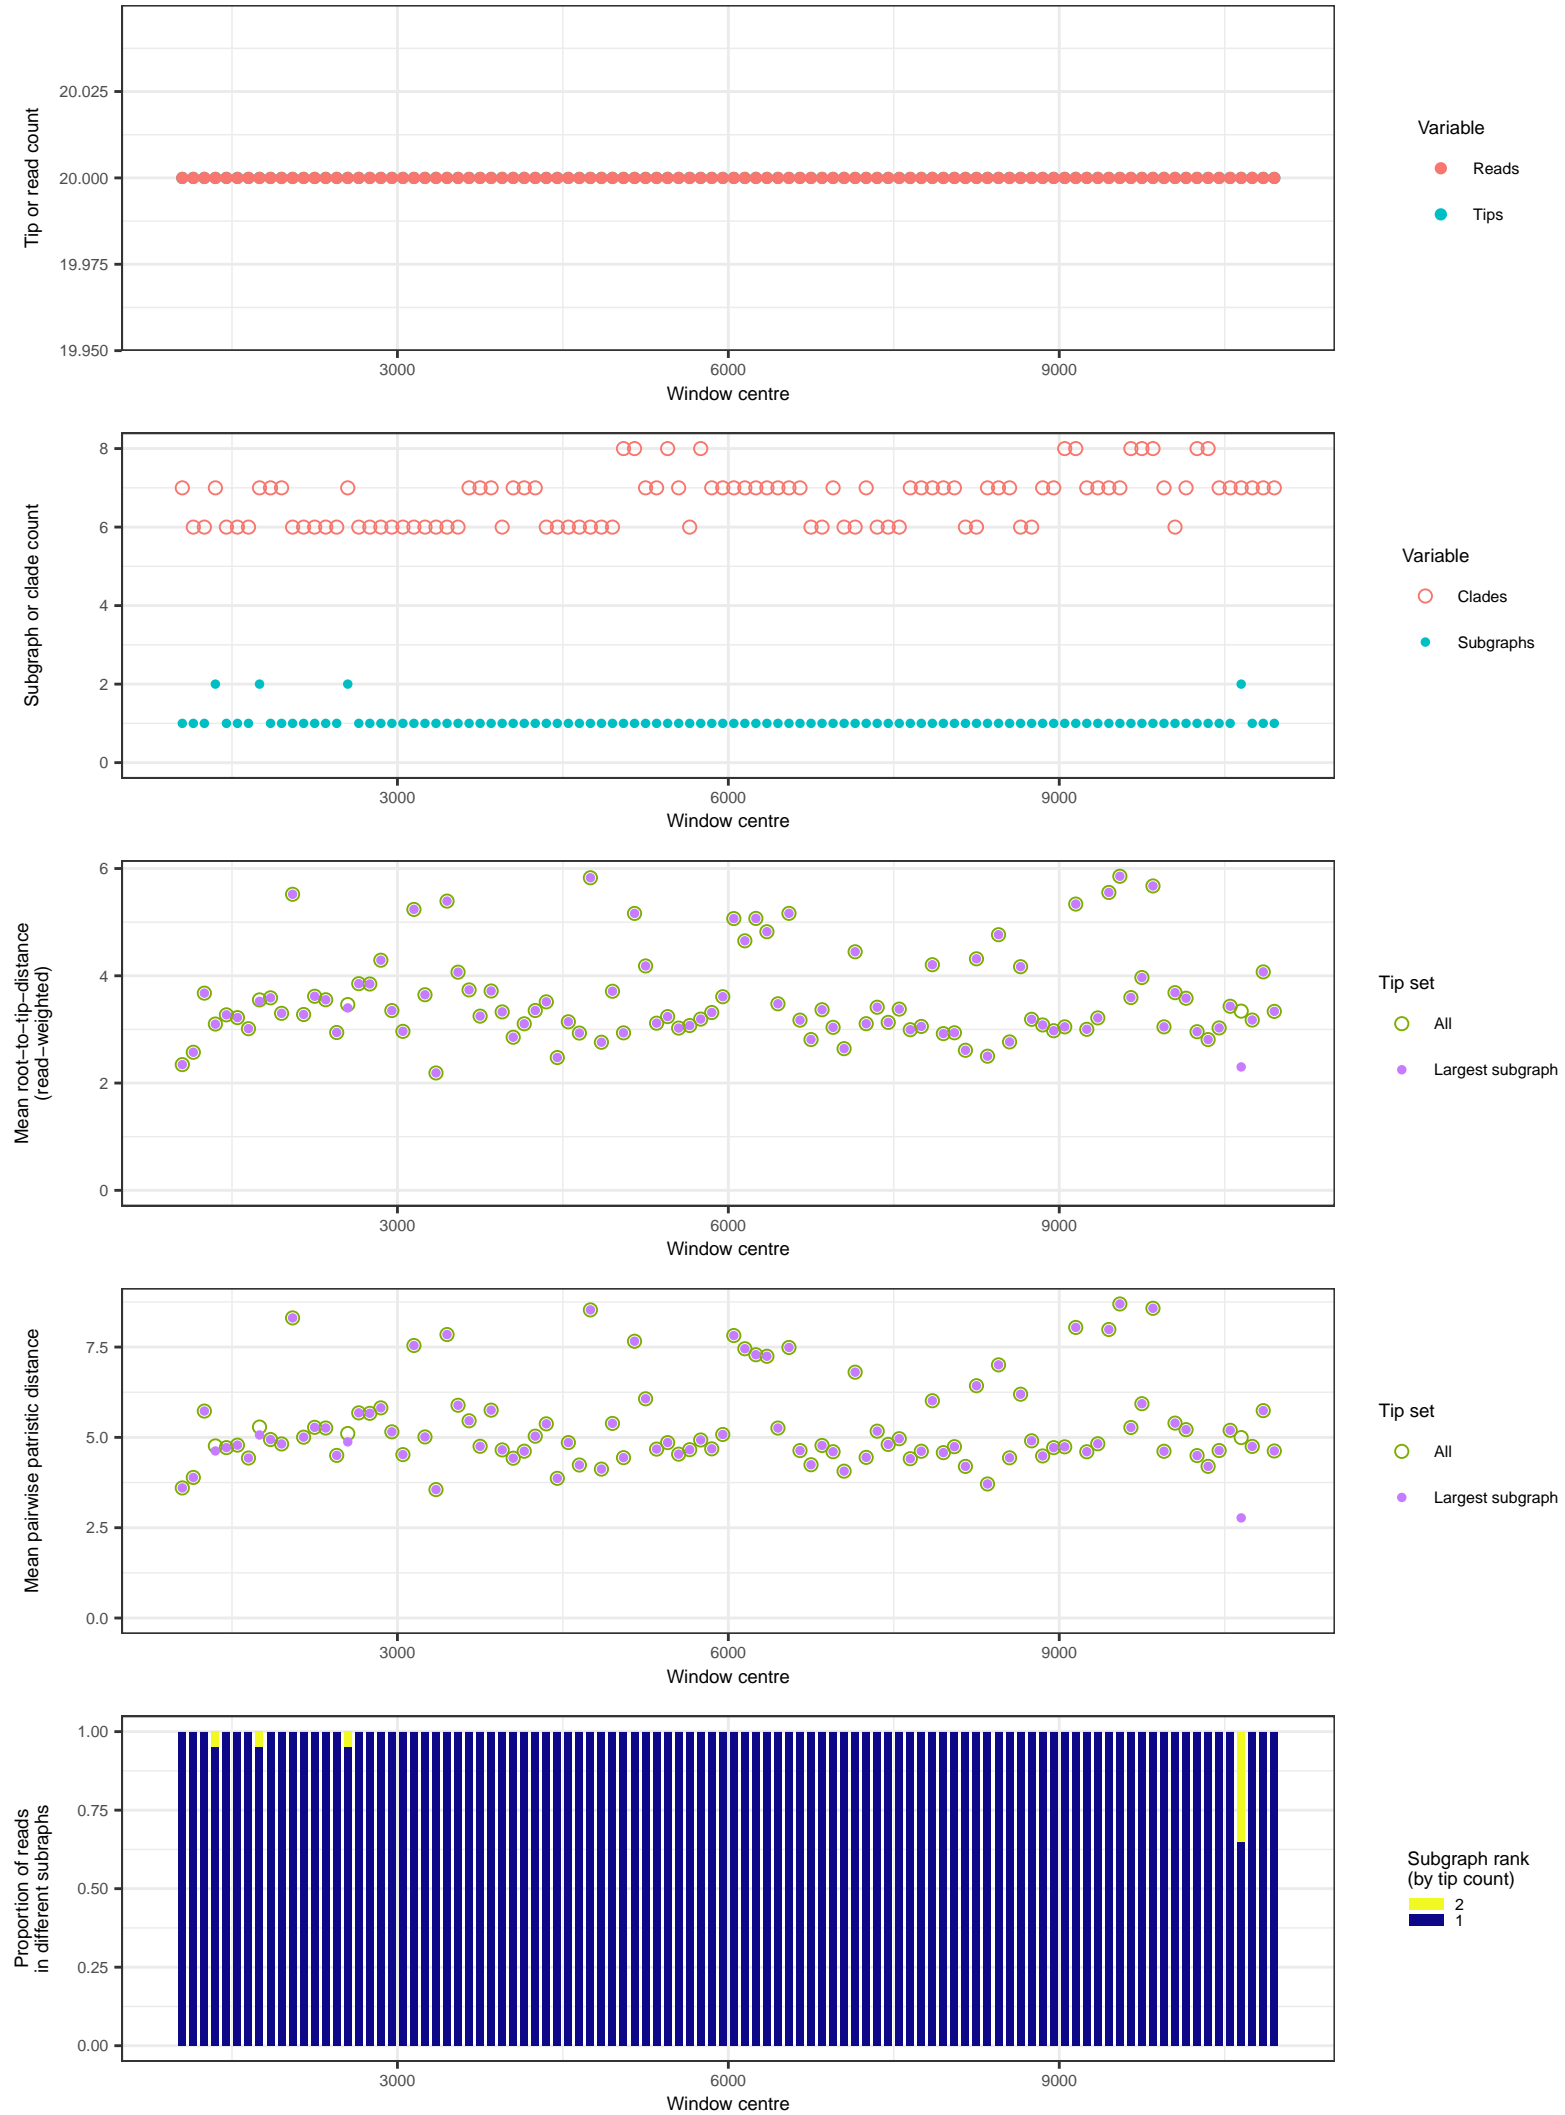 Tip or read count
20.025
20.000
19.975
19.950
3000
6000
9000
Window centre
Variable
Reads
Tips
Subgraph or clade count
8
6
4
2
0
3000
6000
9000
Window centre
Variable
Clades
Subgraphs
Mean root−to−tip−distance
(read−weighted)
6
4
2
0
3000
6000
9000
Window centre
Tip set
All
Largest subgraph
Mean pairwise patristic distance
7.5
5.0
2.5
0.0
3000
6000
9000
Window centre
Tip set
All
Largest subgraph
Proportion of reads
in different subraphs
1.00
0.75
0.50
0.25
0.00
3000
6000
9000
Window centre
Subgraph rank
(by tip count)
2
1